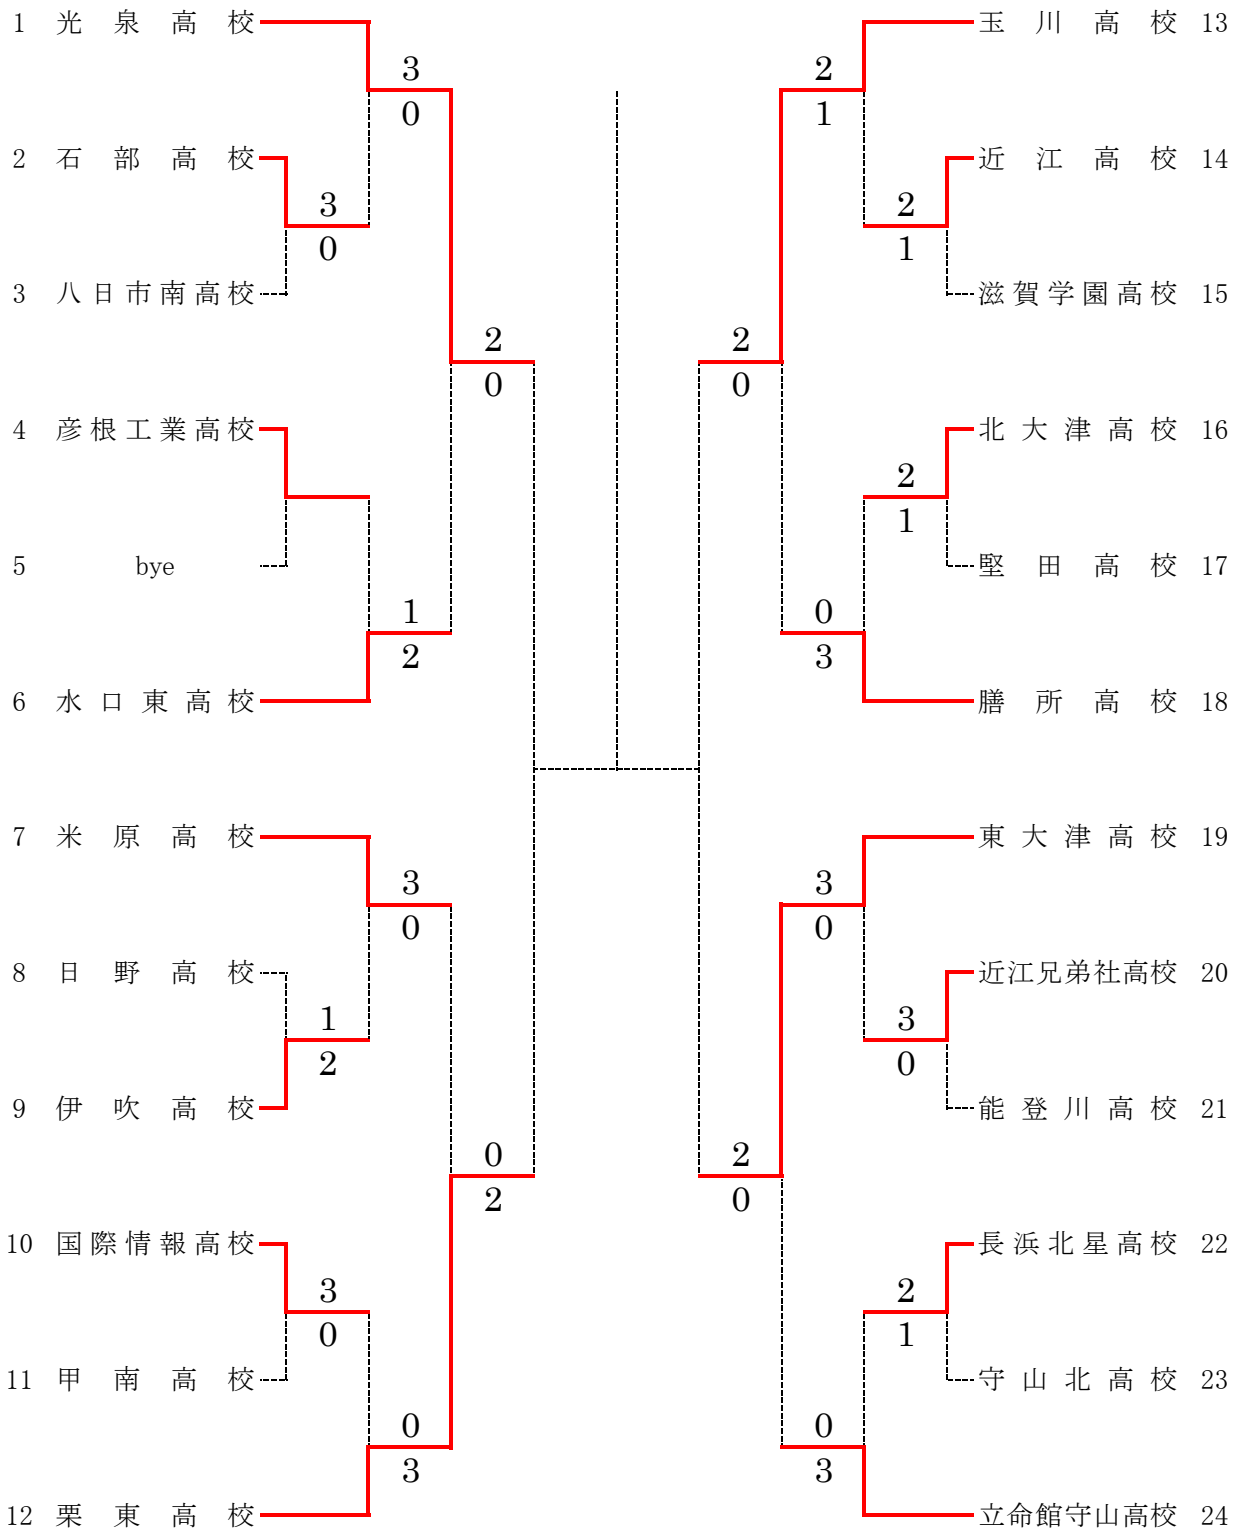 1 光泉高校
玉川高校 13
3
2
0
1
2 石部高校
近江高校 14
3
2
0
1
3 八日市南高校
滋賀学園高校 15
2
2
0
0
4 彦根工業高校
北大津高校 16
2
1
5 bye
堅田高校 17
1
0
2
3
6 水口東高校
膳所高校 18
7 米原高校
東大津高校 19
3
3
0
0
8 日野高校
近江兄弟社高校 20
1
3
2
0
9 伊吹高校
能登川高校 21
0
2
2
0
10 国際情報高校
長浜北星高校 22
3
2
0
1
11 甲南高校
守山北高校 23
0
0
3
3
12 栗東高校
立命館守山高校 24